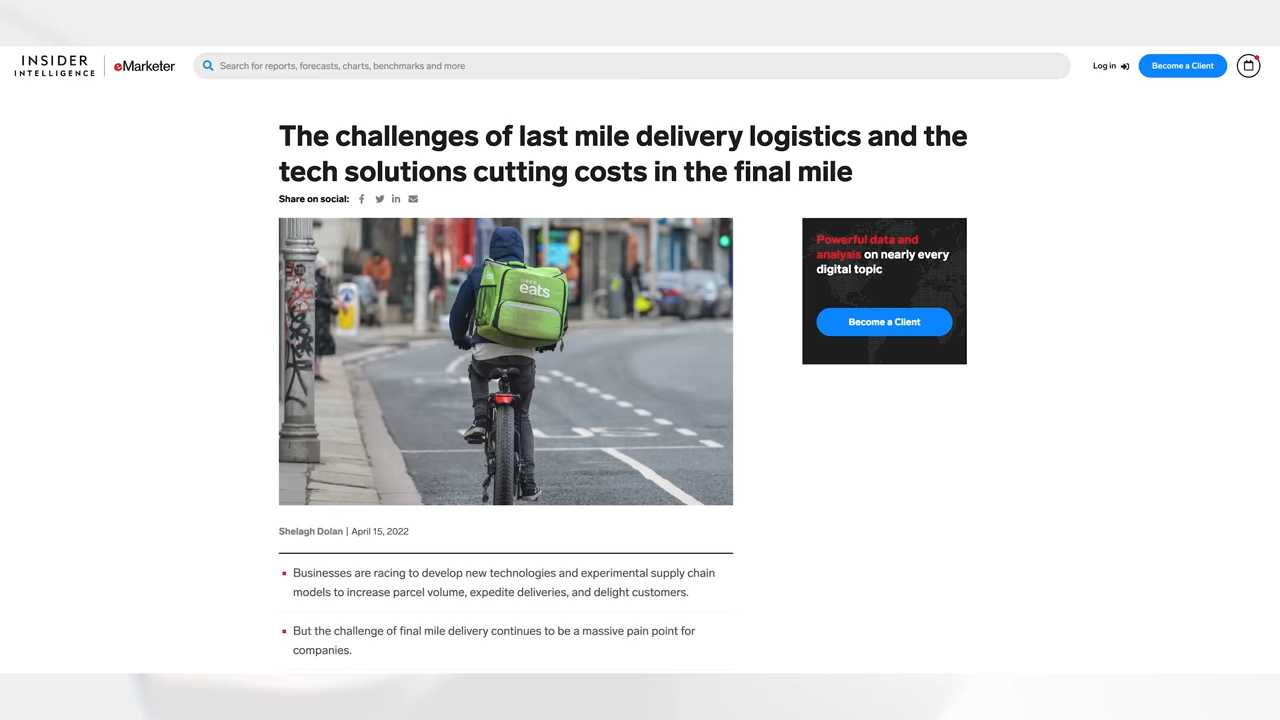 INSIDER
INTELLIGENCE
eMarketer
Search for reports, forecasts, charts, benchmarks and more
Log in
Become a Client
The challenges of last mile delivery logistics and the
tech solutions cutting costs in the final mile
Share on social:
Uber
eats
Powerful data and
analysis on nearly every
digital topic
Become a Client
Shelagh Dolan | April 15, 2022
Businesses are racing to develop new technologies and experimental supply chain
models to increase parcel volume, expedite deliveries, and delight customers.
But the challenge of final mile delivery continues to be a massive pain point for
companies.